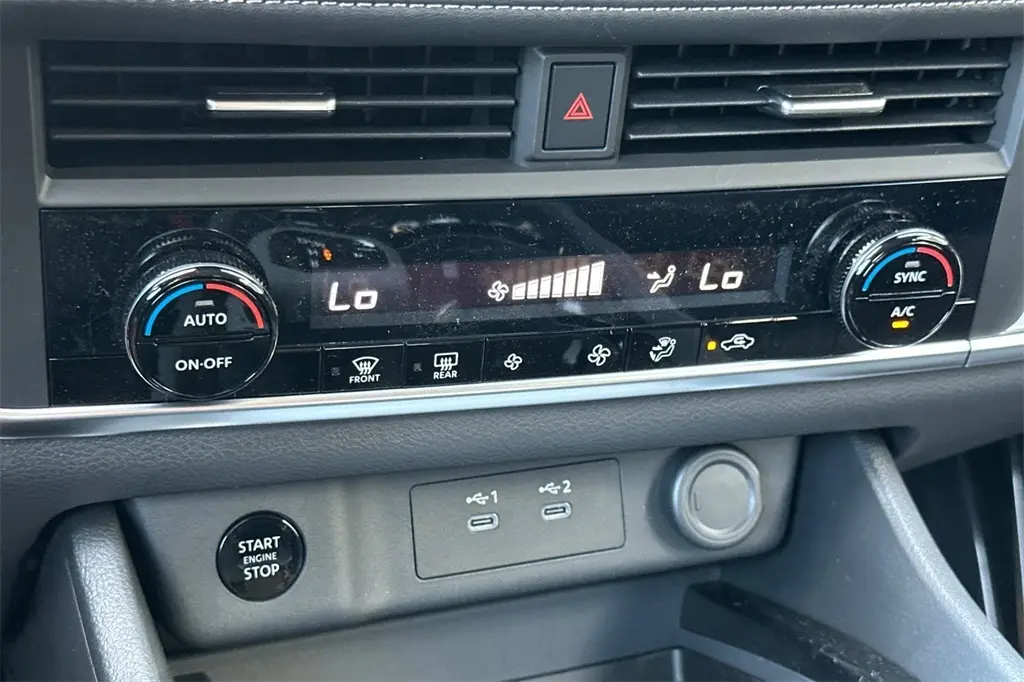 AUTO
ON·OFF
Lo
Lo
SYNC
A/C
FRONT
REAR
START
ENGINE
STOP
1
2